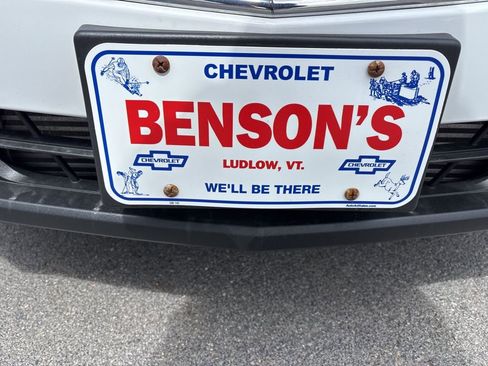 CHEVROLET
BENSON'S
LUDLOW, VT.
CHEVROLET
CHEVROLET
WE'LL BE THERE